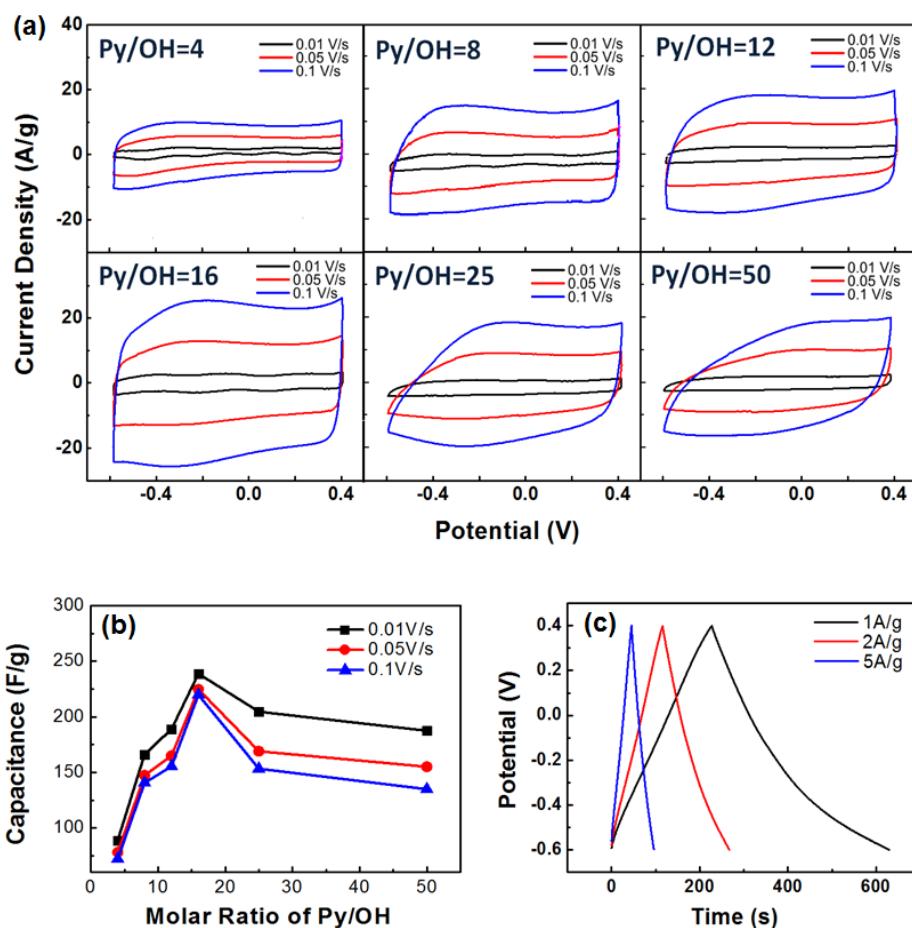 (a)
Py/OH=4
0.01 V/s
0.05V/s
0.1 V/s
Py/OH=8
0.01 V/s
0.05 V/s
0.1 V/s
Py/OH=12
0.01 V/s
0.05 V/s
0.1 V/s
40
20
0
-20
Py/OH=16
0.01 V/s
0.05 V/s
0.1 V/s
Py/OH=25
0.01 V/s
0.05 V/s
0.1 V/s
Py/OH=50
0.01 V/s
0.05 V/s
0.1 V/s
20
0
-20
Current Density (A/g)
-0.4 0.0 0.4 -0.4 0.0 0.4 -0.4 0.0 0.4
Potential (V)
(b)
0.01V/s
0.05V/s
0.1V/s
300
250
200
150
100
Capacitance (F/g)
0 10 20 30 40 50
Molar Ratio of Py/OH
(c)
1A/g
2A/g
5A/g
0.4
0.2
0.0
-0.2
-0.4
-0.6
Potential (V)
0 200 400 600
Time (s)